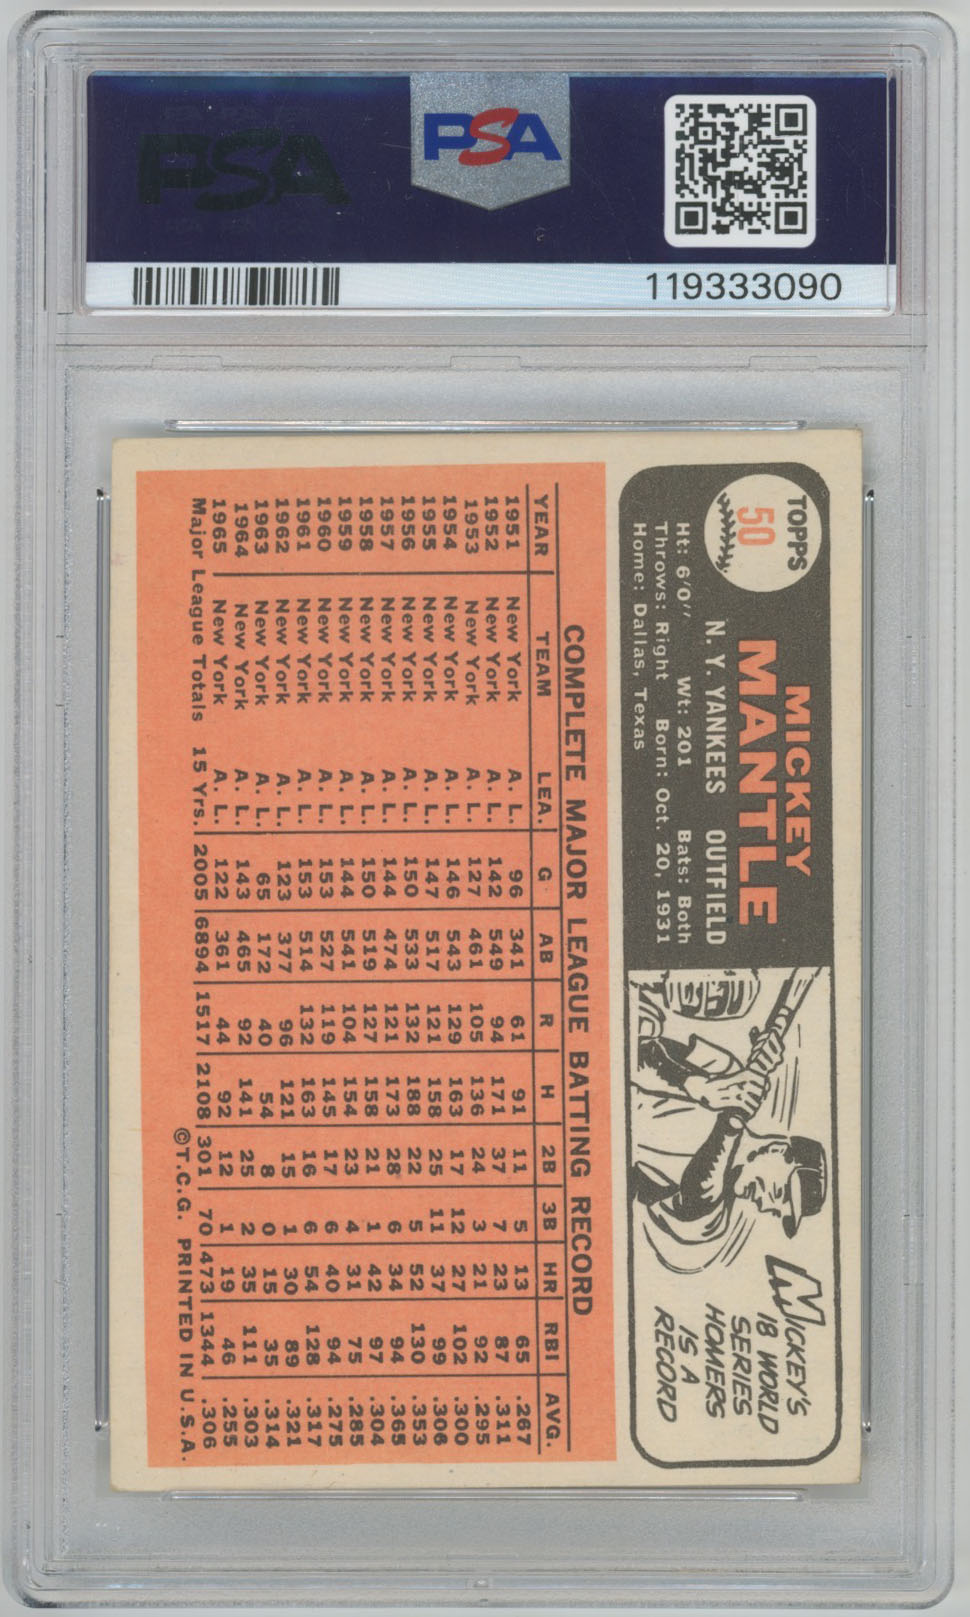 PSA
PSA
119333090
TOPPS
50
MICKEY
MANTLE
N. Y. YANKEES OUTFIELD
Ht: 6'0" Wt: 201 Bats: Both
Throws: Right Born: Oct. 20, 1931
Home: Dallas, Texas
MICKEY'S
18 WORLD
SERIES
HOMERS
IS A
RECORD
COMPLETE MAJOR LEAGUE BATTING RECORD
YEAR TEAM LEA. G AB R H 2B 3B HR RBI AVG.
1951 New York A. L. 96 341 61 91 11 5 13 65 .267
1952 New York A. L. 142 549 94 171 37 7 23 87 .311
1953 New York A. L. 127 461 105 136 24 3 21 92 .295
1954 New York A. L. 146 543 129 163 17 12 27 102 .300
1955 New York A. L. 147 517 121 158 25 11 37 99 .306
1956 New York A. L. 150 533 132 188 22 5 52 130 .353
1957 New York A. L. 144 474 121 173 28 6 34 94 .365
1958 New York A. L. 150 519 127 158 21 1 42 97 .304
1959 New York A. L. 144 541 104 154 23 4 31 75 .285
1960 New York A. L. 153 527 119 145 17 6 40 94 .275
1961 New York A. L. 153 514 132 163 16 6 54 128 .317
1962 New York A. L. 123 377 96 121 15 1 30 89 .321
1963 New York A. L. 65 172 40 54 8 0 15 35 .314
1964 New York A. L. 143 465 92 141 25 2 35 111 .303
1965 New York A. L. 122 361 44 92 12 1 19 46 .255
Major League Totals 15 Yrs. 2005 6894 1517 2108 301 70 473 1344 .306
©T.C.G. PRINTED IN U.S.A.